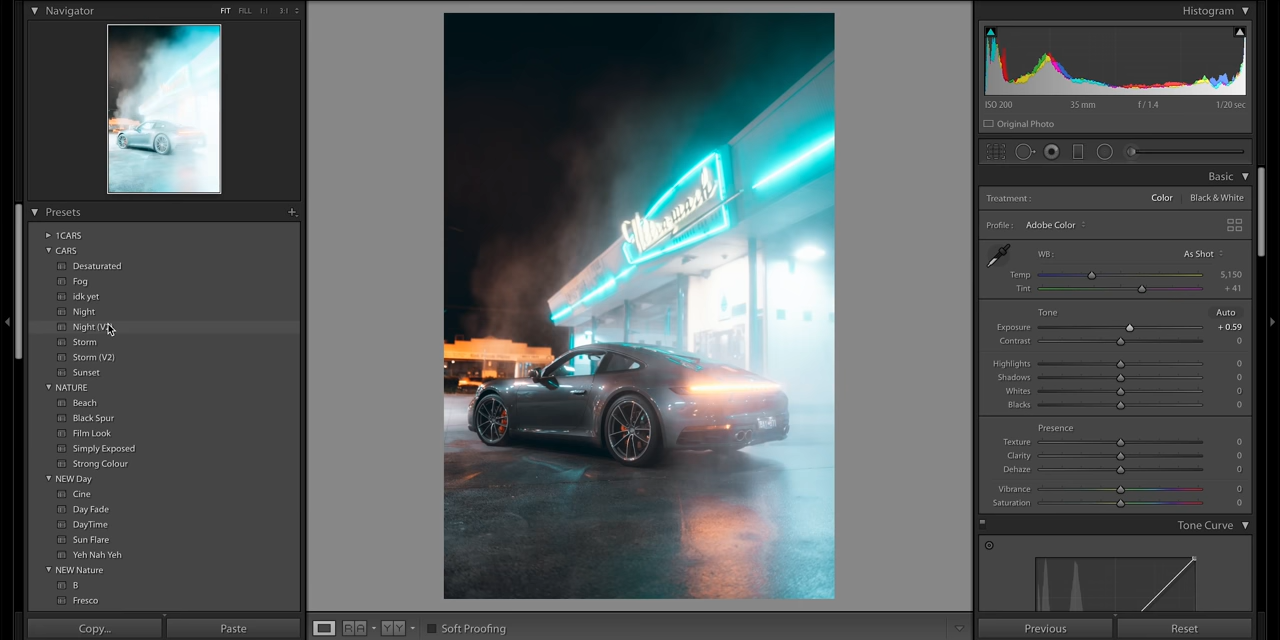 Navigator
FIT
FILL
1:1
3:1
Presets
1CARS
CARS
Desaturated
Fog
idk yet
Night
Night (V
Storm
Storm (V2)
Sunset
NATURE
Beach
Black Spur
Film Look
Simply Exposed
Strong Colour
NEW Day
Cine
Day Fade
DayTime
Sun Flare
Yeh Nah Yeh
NEW Nature
B
Fresco
Copy...
Paste
Soft Proofing
Histogram
ISO 200
35 mm
f / 1.4
1/20 sec
Original Photo
Basic
Treatment :
Color
Black & White
Profile :
Adobe Color
WB :
As Shot
Temp
5,150
Tint
+ 41
Tone
Auto
Exposure
+ 0.59
Contrast
0
Highlights
0
Shadows
0
Whites
0
Blacks
0
Presence
Texture
0
Clarity
0
Dehaze
0
Vibrance
0
Saturation
0
Tone Curve
Previous
Reset